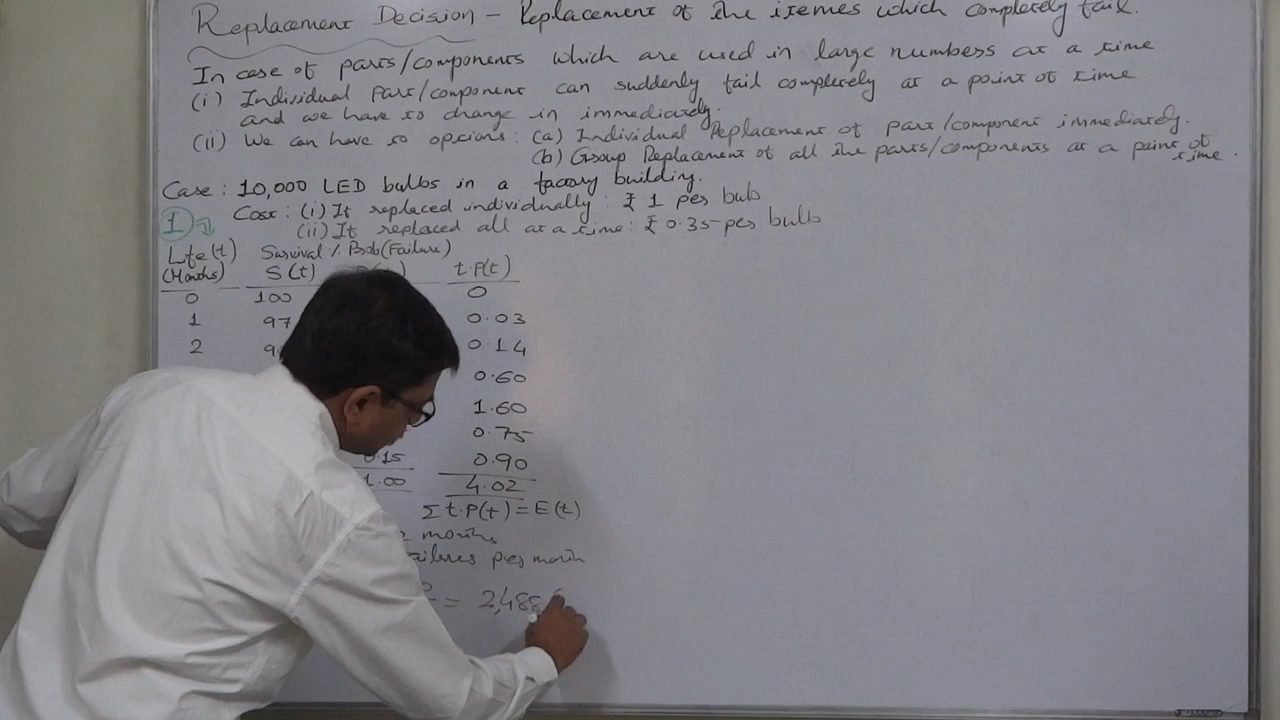 Replacement Decision – Replacement of the itemes which completely fail.
In case of parts/components which are used in large numbers at a time
(i) Individual part/component can suddenly fail completely at a point of time
and we have to change in immediately.
(ii) We can have to options: (a) Individual Replacement of part/component immediately.
(b) Group Replacement of all the parts/components at a point of time.
Case: 10,000 LED bulbs in a factory building.
Cost: (i) If replaced individually: ₹ 1 per bulb
1
(ii) If replaced all at a time: ₹ 0.35 per bulb
Life(t) Survival % Prob(Failure)
(Months) S(t) t.P(t)
0 100 0
1 97 0.03
2 0.14
0.60
1.60
0.75
0.15 0.90
1.00 4.02
Σ t.P(t) = E(t)
months
failures per month
= 2,488